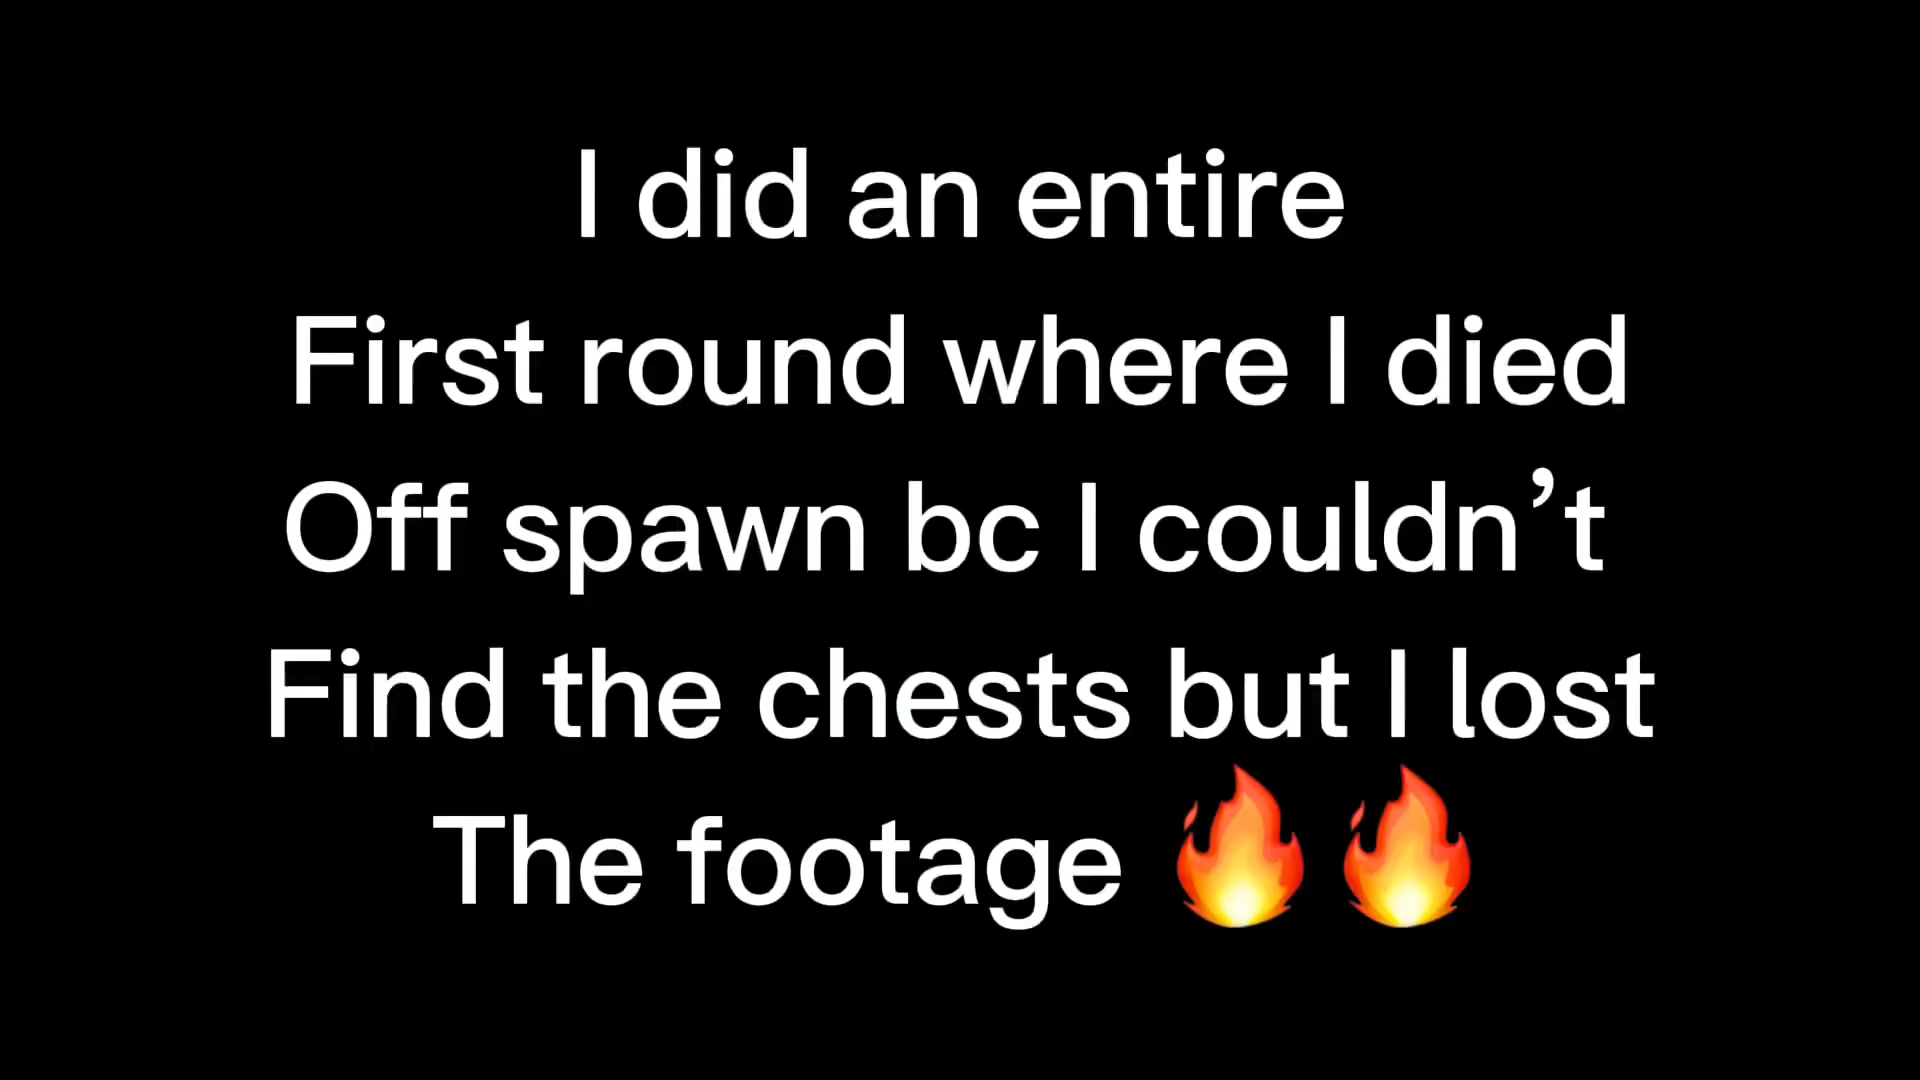 I did an entire
First round where I died
Off spawn bc I couldn’t
Find the chests but I lost
The footage 🔥🔥